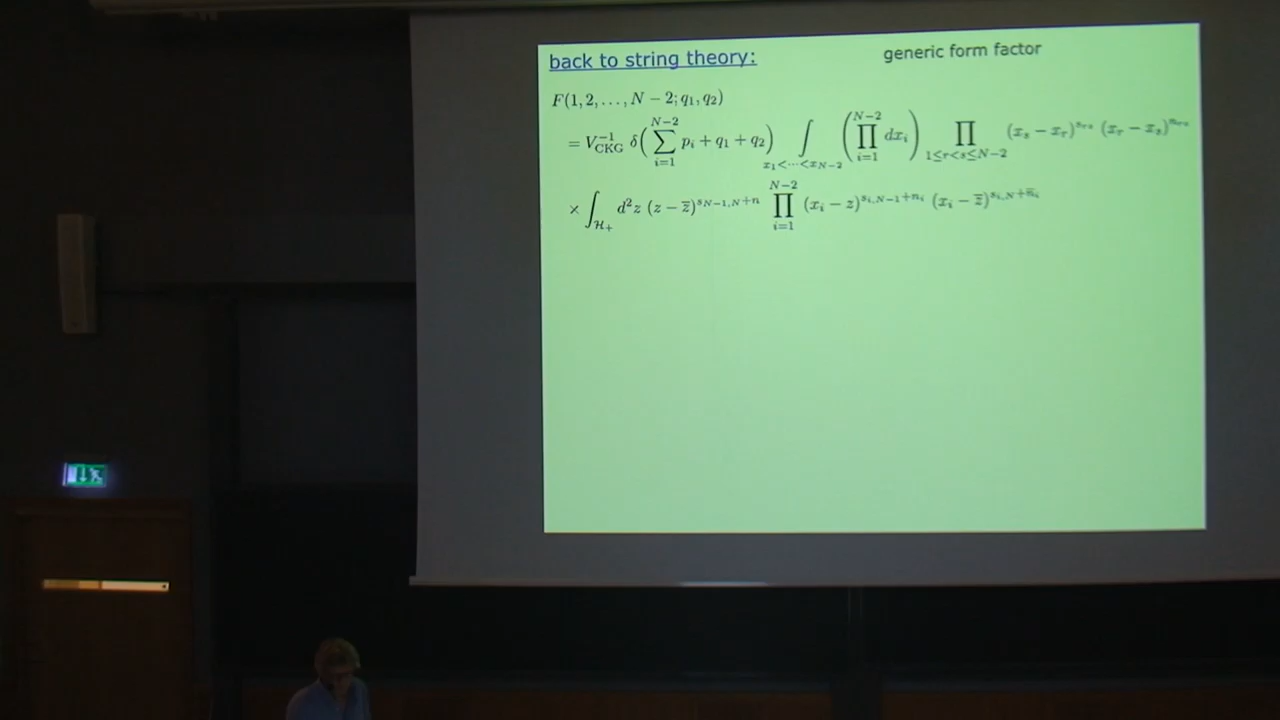 back to string theory:
generic form factor
F(1, 2, . . . , N − 2; q₁, q₂)
= V_CKG^{-1} δ( ∑_{i=1}^{N−2} p_i + q₁ + q₂ ) ∫_{x₁<···<x_{N−2}} ( ∏_{i=1}^{N−2} dx_i ) ∏_{1≤r<s≤N−2} (x_s − x_r)^{s_{rs}} (x_r − x_s)^{n_{rs}}
× ∫_{H₊} d²z (z − z̄)^{s_{N−1,N}+n} ∏_{i=1}^{N−2} (x_i − z)^{s_{i,N−1}+n_i} (x_i − z̄)^{s_{i,N}+n̄_i}